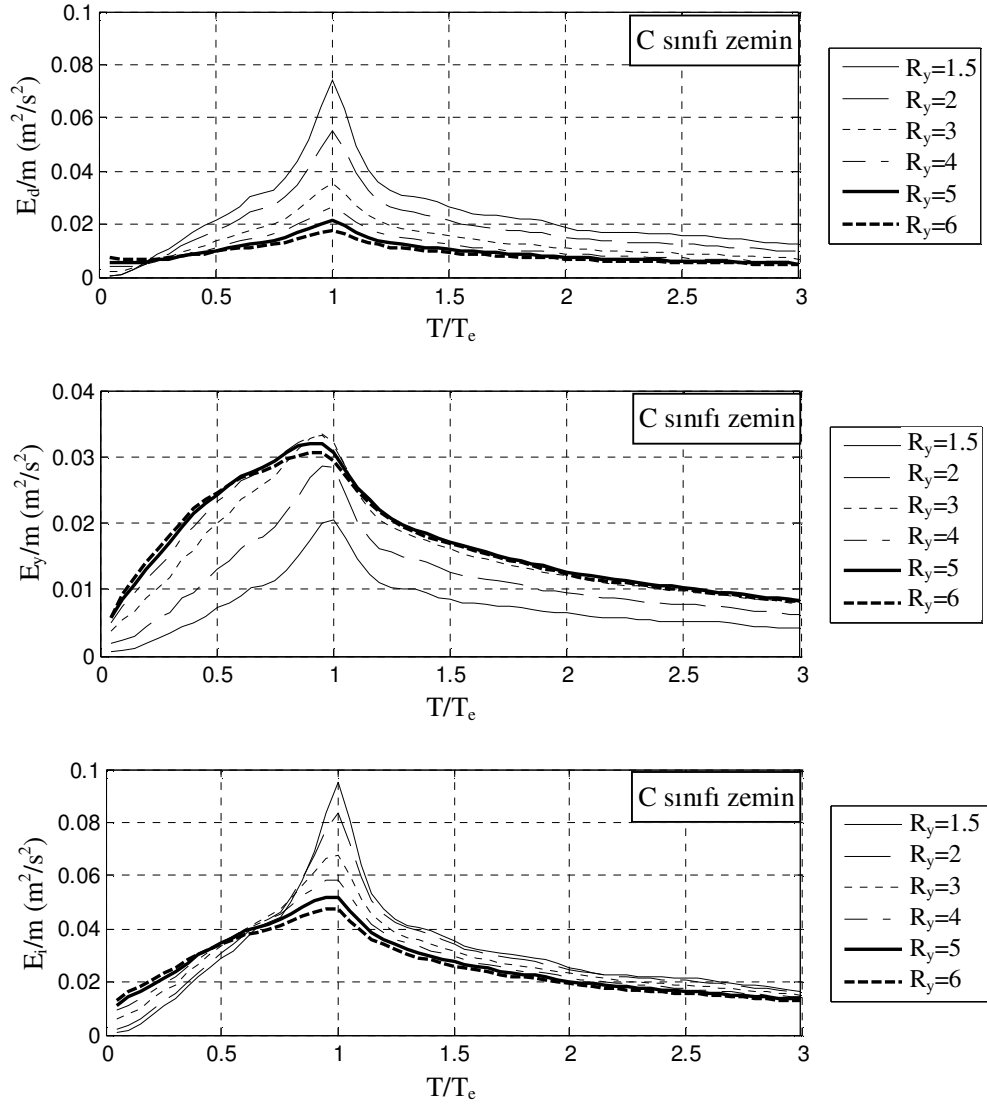 C sınıfı zemin
E_d/m (m²/s²)
0.1
0.08
0.06
0.04
0.02
0
0 0.5 1 1.5 2 2.5 3
T/T_e
R_y=1.5
R_y=2
R_y=3
R_y=4
R_y=5
R_y=6
C sınıfı zemin
E_y/m (m²/s²)
0.04
0.03
0.02
0.01
0
0 0.5 1 1.5 2 2.5 3
T/T_e
R_y=1.5
R_y=2
R_y=3
R_y=4
R_y=5
R_y=6
C sınıfı zemin
E_i/m (m²/s²)
0.1
0.08
0.06
0.04
0.02
0
0 0.5 1 1.5 2 2.5 3
T/T_e
R_y=1.5
R_y=2
R_y=3
R_y=4
R_y=5
R_y=6